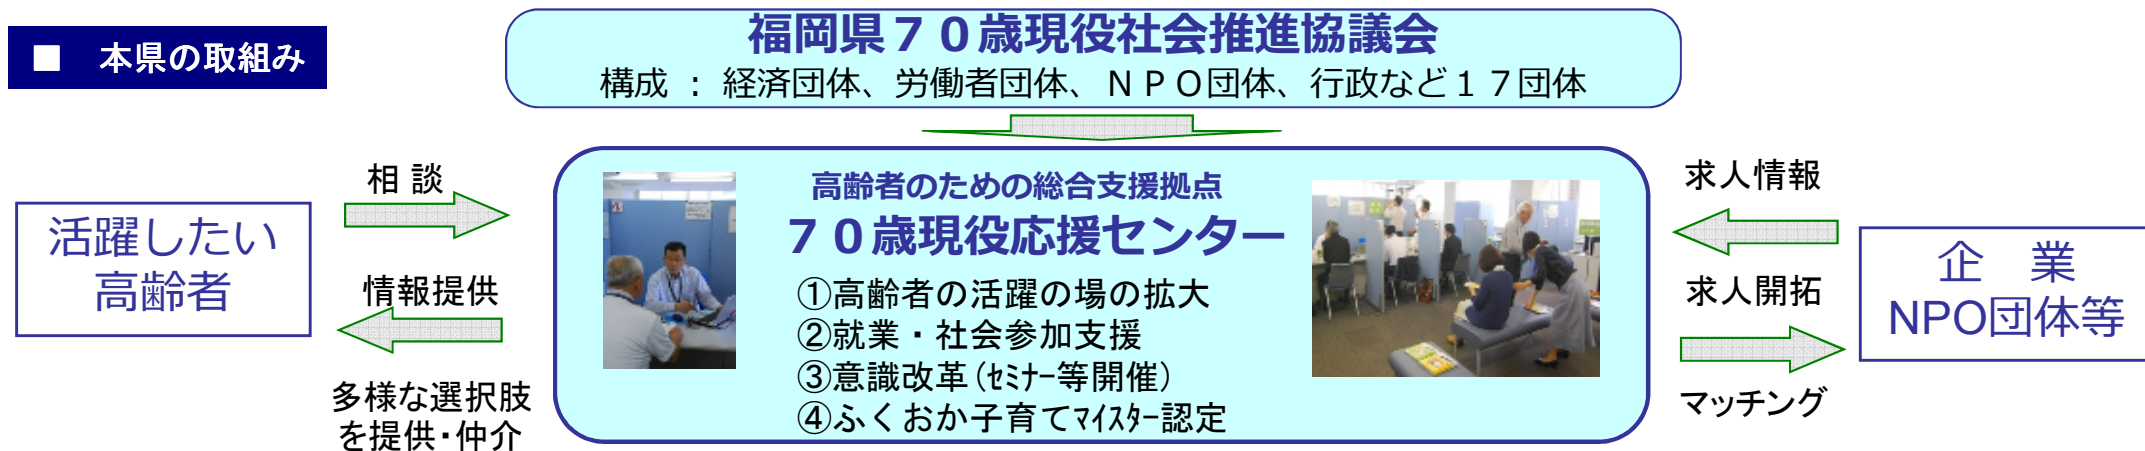 ■ 本県の取組み
福岡県７０歳現役社会推進協議会
構成 ： 経済団体、労働者団体、ＮＰＯ団体、行政など１７団体
相 談
活躍したい
高齢者
情報提供
多様な選択肢
を提供・仲介
高齢者のための総合支援拠点
７０歳現役応援センター
①高齢者の活躍の場の拡大
②就業・社会参加支援
③意識改革(ｾﾐﾅｰ等開催)
④ふくおか子育てﾏｲｽﾀｰ認定
求人情報
求人開拓
マッチング
企 業
NPO団体等